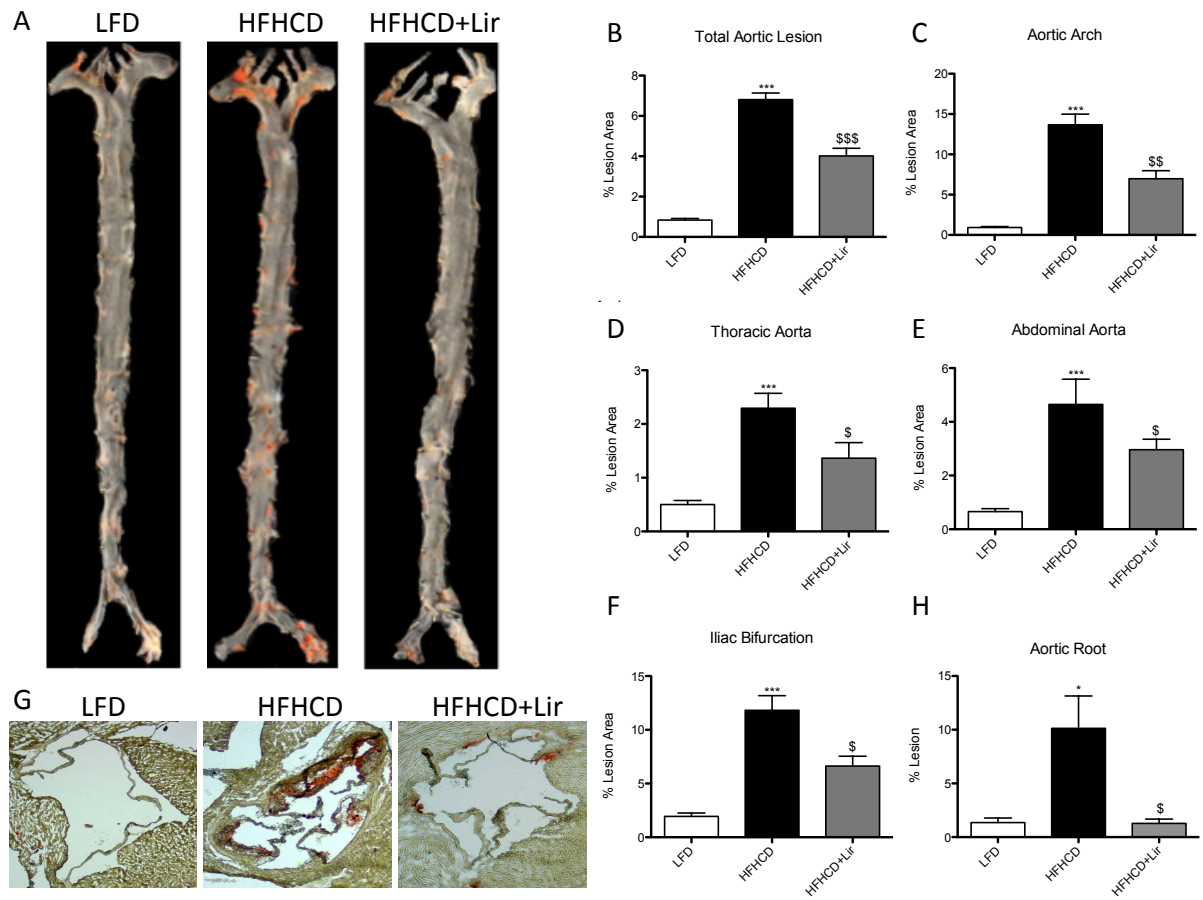 A
LFD
HFHCD
HFHCD+Lir
B
Total Aortic Lesion
% Lesion Area
8
6
4
2
0
***
$$$
LFD
HFHCD
HFHCD+Lir
C
Aortic Arch
% Lesion Area
20
15
10
5
0
***
$$
LFD
HFHCD
HFHCD+Lir
D
Thoracic Aorta
% Lesion Area
3
2
1
0
***
$
LFD
HFHCD
HFHCD+Lir
E
Abdominal Aorta
% Lesion Area
6
4
2
0
***
$
LFD
HFHCD
HFHCD+Lir
F
Iliac Bifurcation
% Lesion Area
15
10
5
0
***
$
LFD
HFHCD
HFHCD+Lir
G
LFD
HFHCD
HFHCD+Lir
H
Aortic Root
% Lesion
15
10
5
0
*
$
LFD
HFHCD
HFHCD+Lir